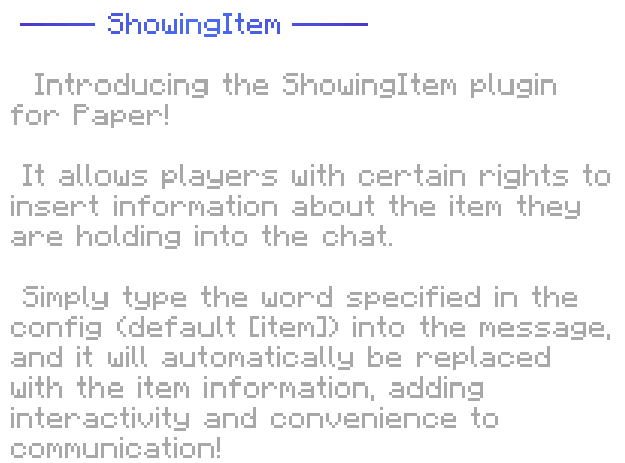 ShowingItem
Introducing the ShowingItem plugin
for Paper!
It allows players with certain rights to
insert information about the item they
are holding into the chat.
Simply type the word specified in the
config (default [item]) into the message,
and it will automatically be replaced
with the item information, adding
interactivity and convenience to
communication!